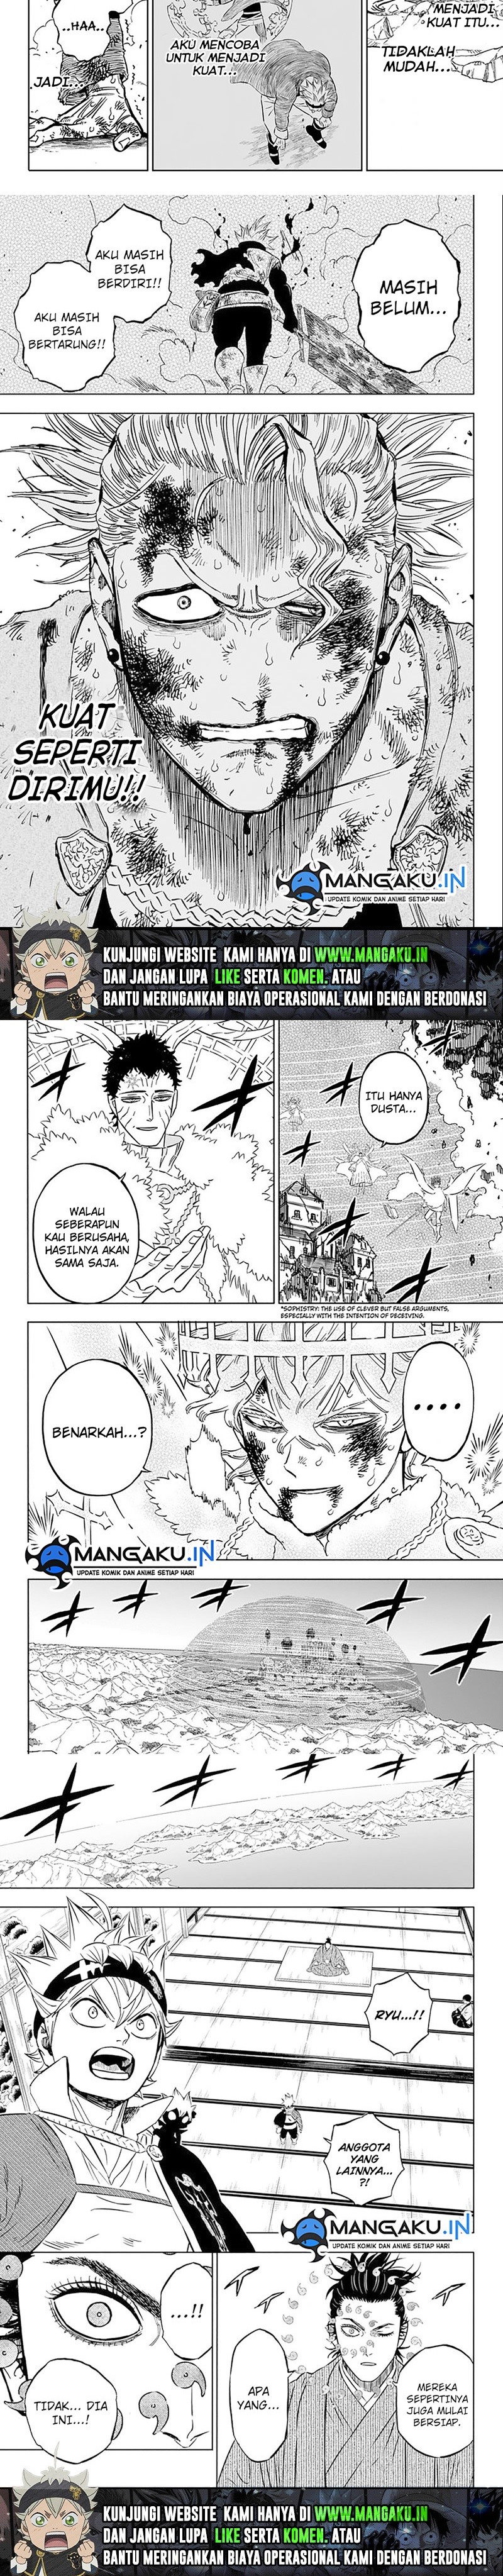 ..HAA..
JADI...
AKU MENCOBA
UNTUK MENJADI
KUAT...
MENJADI
KUAT ITU...
TIDAKLAH
MUDAH...
MASIH
BELUM...
AKU MASIH
BISA
BERDIRI!!
AKU MASIH
BISA
BERTARUNG!!
KUAT
SEPERTI
DIRIMU!!
MANGAKU.IN
UPDATE KOMIK DAN ANIME SETIAP HARI
KUNJUNGI WEBSITE KAMI HANYA DI WWW.MANGAKU.IN
DAN JANGAN LUPA LIKE SERTA KOMEN. ATAU
BANTU MERINGANKAN BIAYA OPERASIONAL KAMI DENGAN BERDONASI
ITU HANYA
DUSTA...
WALAU
SEBERAPUN
KAU BERUSAHA,
HASILNYA AKAN
SAMA SAJA.
*SOPHISTRY: THE USE OF CLEVER BUT FALSE ARGUMENTS,
ESPECIALLY WITH THE INTENTION OF DECEIVING.
....
BENARKAH...?
MANGAKU.IN
UPDATE KOMIK DAN ANIME SETIAP HARI
RYU...!!
ANGGOTA
YANG
LAINNYA...
?!
MANGAKU.IN
UPDATE KOMIK DAN ANIME SETIAP HARI
MEREKA
SEPERTINYA
JUGA MULAI
BERSIAP.
APA
YANG...
...!!
TIDAK... DIA
INI...!
KUNJUNGI WEBSITE KAMI HANYA DI WWW.MANGAKU.IN
DAN JANGAN LUPA LIKE SERTA KOMEN. ATAU
BANTU MERINGANKAN BIAYA OPERASIONAL KAMI DENGAN BERDONASI